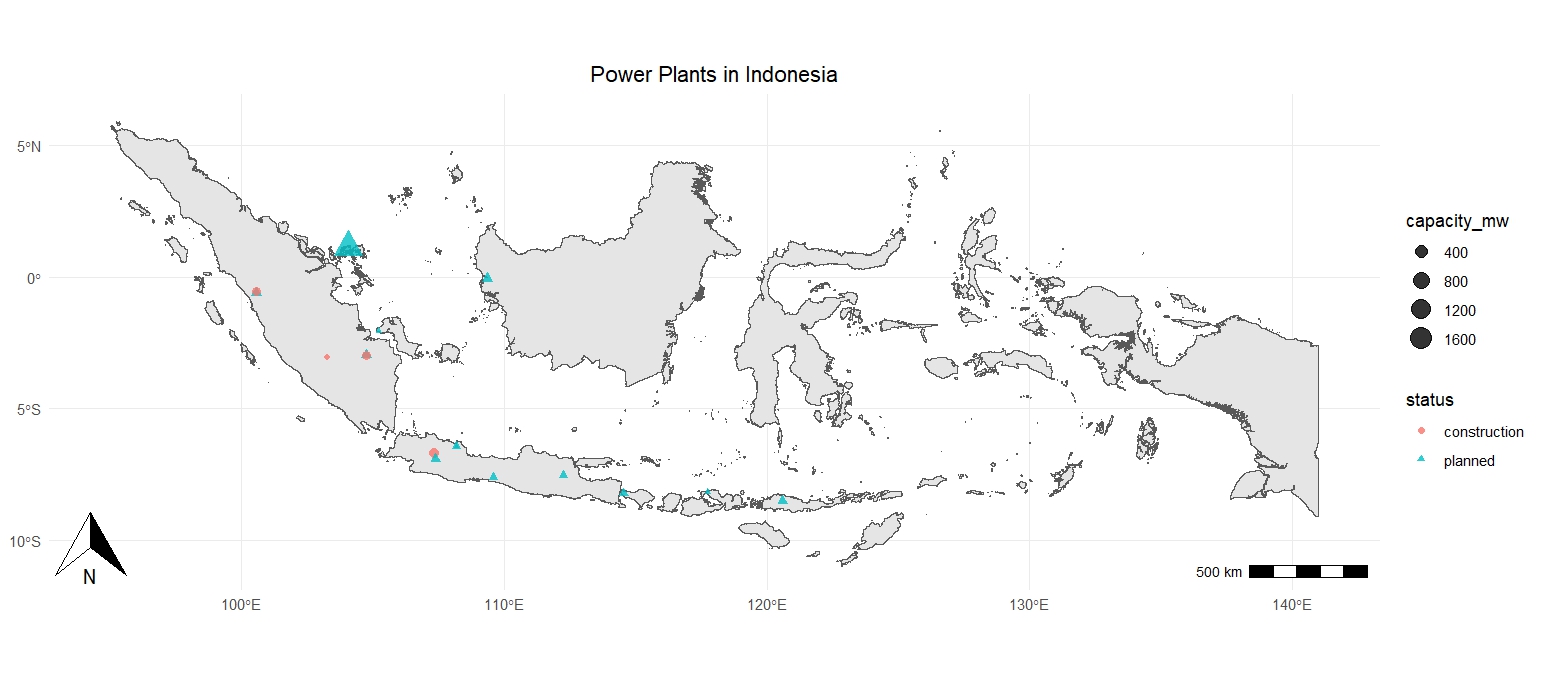 Power Plants in Indonesia
5°N
0°
5°S
10°S
100°E
110°E
120°E
130°E
140°E
N
500 km
capacity_mw
400
800
1200
1600
status
construction
planned